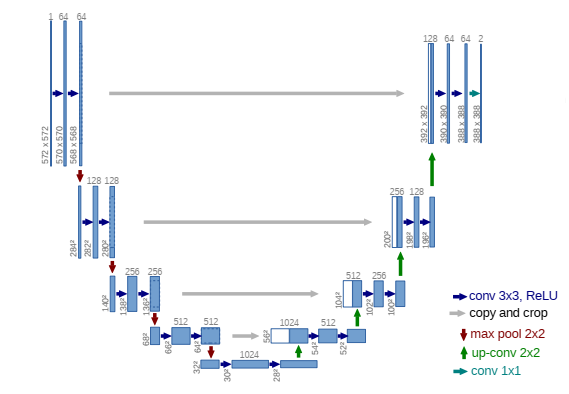 1 64 64
572 x 572
570 x 570
568 x 568
128 64 64 2
392 x 392
390 x 390
388 x 388
388 x 388
128 128
284²
282²
280²
256 128
200²
198²
196²
256 256
140²
138²
136²
512 256
104²
102²
100²
512 512
68²
66²
64²
1024 512
56²
54²
52²
1024
32²
30²
28²
conv 3x3, ReLU
copy and crop
max pool 2x2
up-conv 2x2
conv 1x1